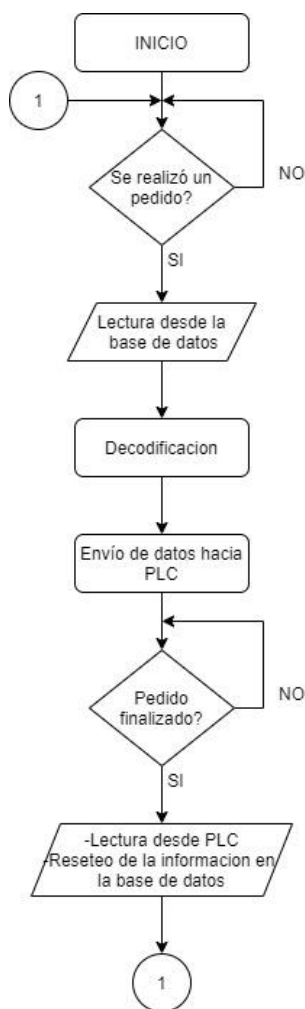 INICIO
1
Se realizó un
pedido?
NO
SI
Lectura desde la
base de datos
Decodificacion
Envío de datos hacia
PLC
Pedido
finalizado?
NO
SI
-Lectura desde PLC
-Reseteo de la informacion en
la base de datos
1